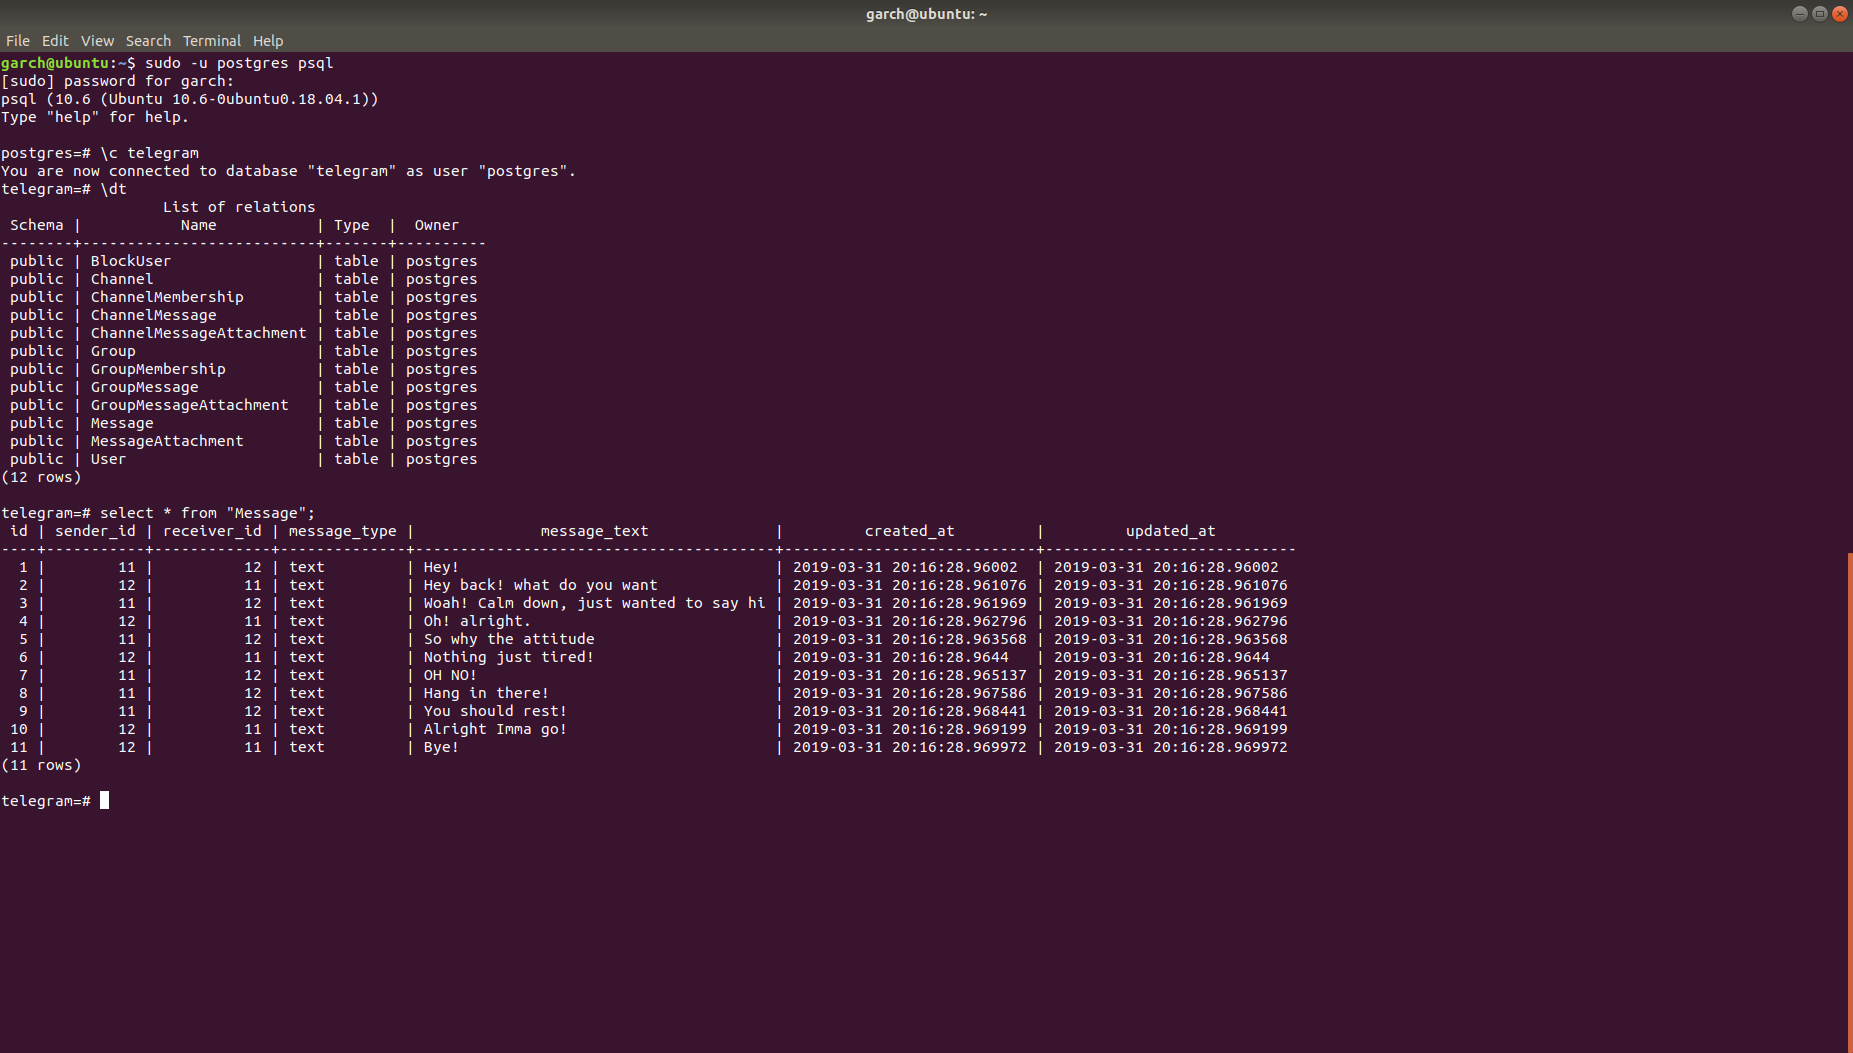 garch@ubuntu: ~
File Edit View Search Terminal Help
garch@ubuntu:~$ sudo -u postgres psql
[sudo] password for garch:
psql (10.6 (Ubuntu 10.6-0ubuntu0.18.04.1))
Type "help" for help.

postgres=# \c telegram
You are now connected to database "telegram" as user "postgres".
telegram=# \dt
                  List of relations
 Schema |           Name           | Type  |  Owner
--------+--------------------------+-------+----------
 public | BlockUser                | table | postgres
 public | Channel                  | table | postgres
 public | ChannelMembership        | table | postgres
 public | ChannelMessage           | table | postgres
 public | ChannelMessageAttachment | table | postgres
 public | Group                    | table | postgres
 public | GroupMembership          | table | postgres
 public | GroupMessage             | table | postgres
 public | GroupMessageAttachment   | table | postgres
 public | Message                  | table | postgres
 public | MessageAttachment        | table | postgres
 public | User                     | table | postgres
(12 rows)

telegram=# select * from "Message";
 id | sender_id | receiver_id | message_type |              message_text              |         created_at         |         updated_at
----+-----------+-------------+--------------+----------------------------------------+----------------------------+----------------------------
  1 |        11 |          12 | text         | Hey!                                   | 2019-03-31 20:16:28.96002  | 2019-03-31 20:16:28.96002
  2 |        12 |          11 | text         | Hey back! what do you want             | 2019-03-31 20:16:28.961076 | 2019-03-31 20:16:28.961076
  3 |        11 |          12 | text         | Woah! Calm down, just wanted to say hi | 2019-03-31 20:16:28.961969 | 2019-03-31 20:16:28.961969
  4 |        12 |          11 | text         | Oh! alright.                           | 2019-03-31 20:16:28.962796 | 2019-03-31 20:16:28.962796
  5 |        11 |          12 | text         | So why the attitude                    | 2019-03-31 20:16:28.963568 | 2019-03-31 20:16:28.963568
  6 |        12 |          11 | text         | Nothing just tired!                    | 2019-03-31 20:16:28.9644   | 2019-03-31 20:16:28.9644
  7 |        11 |          12 | text         | OH NO!                                 | 2019-03-31 20:16:28.965137 | 2019-03-31 20:16:28.965137
  8 |        11 |          12 | text         | Hang in there!                         | 2019-03-31 20:16:28.967586 | 2019-03-31 20:16:28.967586
  9 |        11 |          12 | text         | You should rest!                       | 2019-03-31 20:16:28.968441 | 2019-03-31 20:16:28.968441
 10 |        12 |          11 | text         | Alright Imma go!                       | 2019-03-31 20:16:28.969199 | 2019-03-31 20:16:28.969199
 11 |        12 |          11 | text         | Bye!                                   | 2019-03-31 20:16:28.969972 | 2019-03-31 20:16:28.969972
(11 rows)

telegram=#